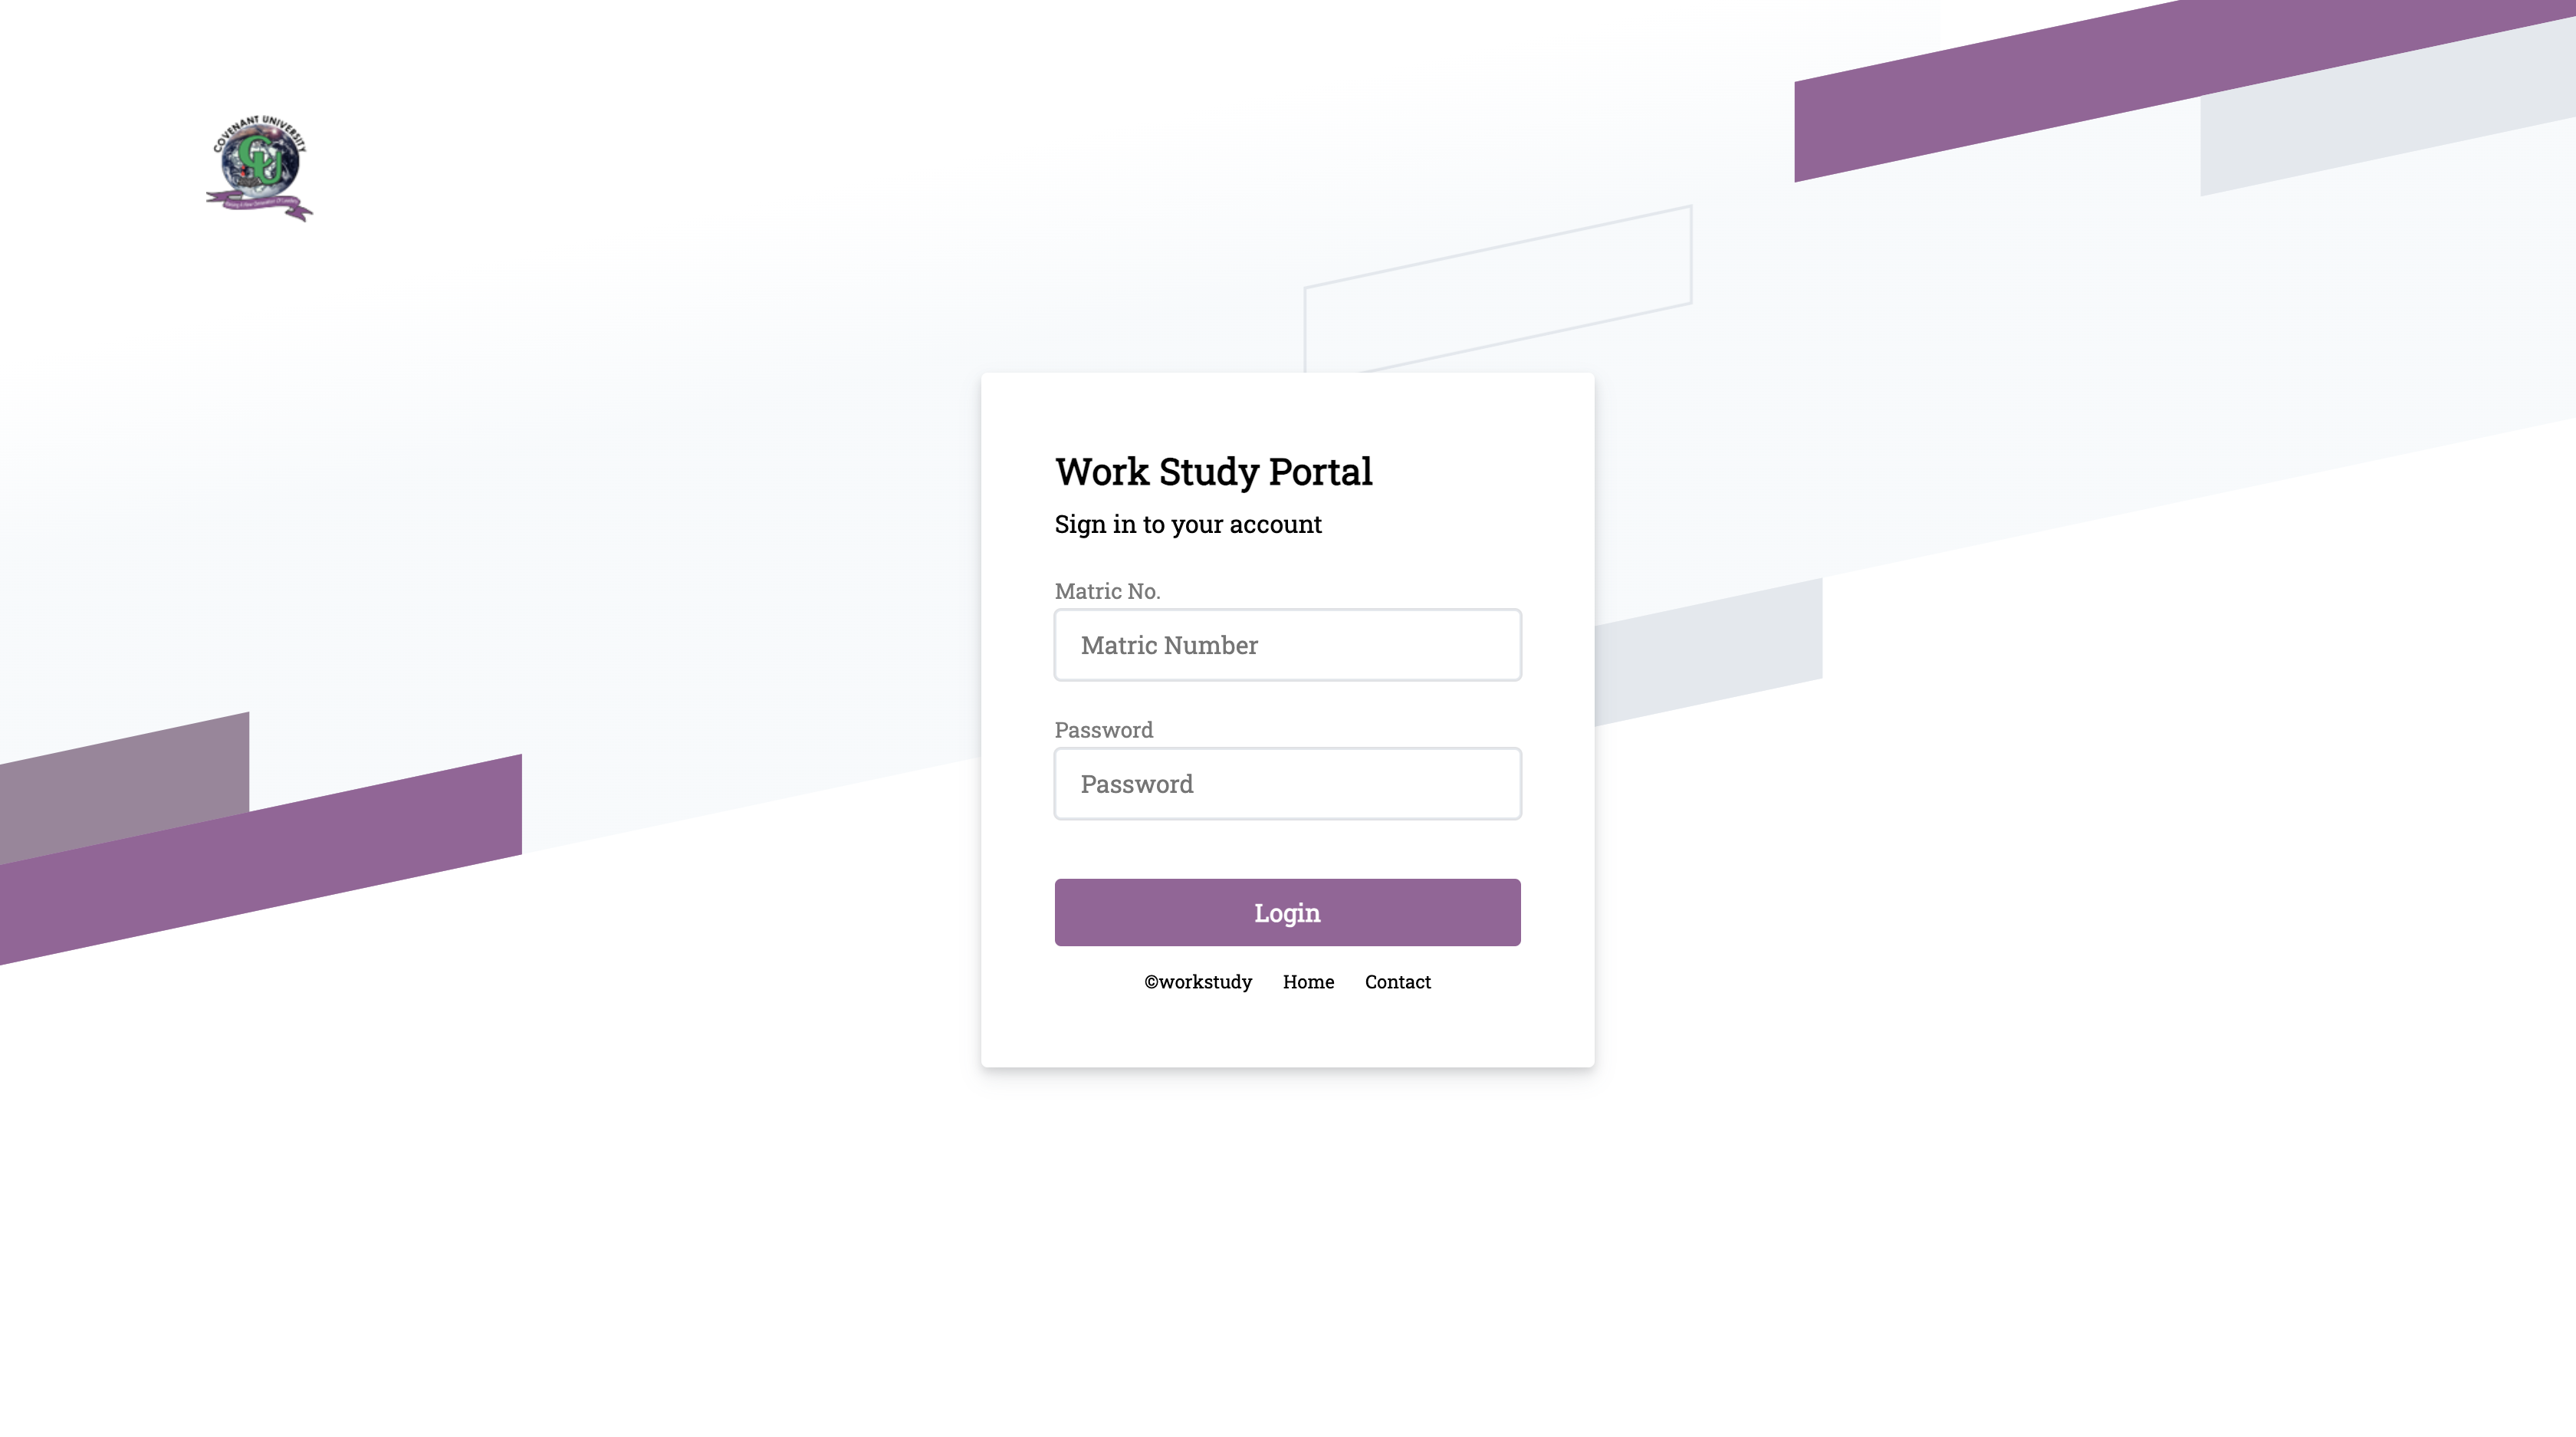 COVENANT UNIVERSITY
CU
Work Study Portal
Sign in to your account
Matric No.
Matric Number
Password
Password
Login
©workstudy Home Contact